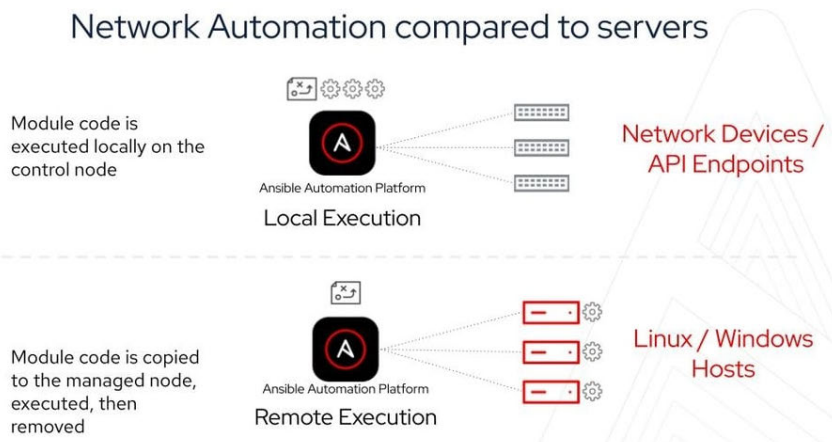 Network Automation compared to servers
Module code is
executed locally on the
control node
Ansible Automation Platform
Local Execution
Network Devices /
API Endpoints
Module code is copied
to the managed node,
executed, then
removed
Ansible Automation Platform
Remote Execution
Linux / Windows
Hosts